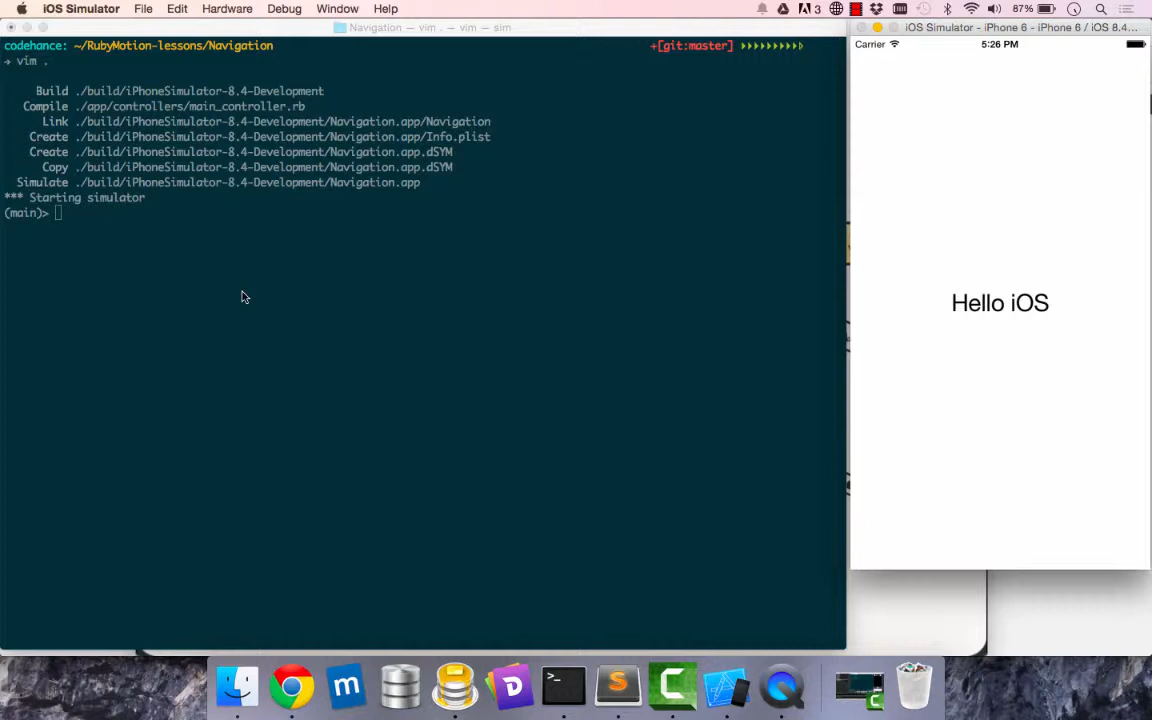 iOS Simulator File Edit Hardware Debug Window Help
3 87%
Navigation — vim . — vim — sim
iOS Simulator - iPhone 6 - iPhone 6 / iOS 8.4...
codehance: ~/RubyMotion-lessons/Navigation +[git:master]
→ vim .
Build ./build/iPhoneSimulator-8.4-Development
Compile ./app/controllers/main_controller.rb
Link ./build/iPhoneSimulator-8.4-Development/Navigation.app/Navigation
Create ./build/iPhoneSimulator-8.4-Development/Navigation.app/Info.plist
Create ./build/iPhoneSimulator-8.4-Development/Navigation.app.dSYM
Copy ./build/iPhoneSimulator-8.4-Development/Navigation.app.dSYM
Simulate ./build/iPhoneSimulator-8.4-Development/Navigation.app
*** Starting simulator
(main)>
Carrier 5:26 PM
Hello iOS